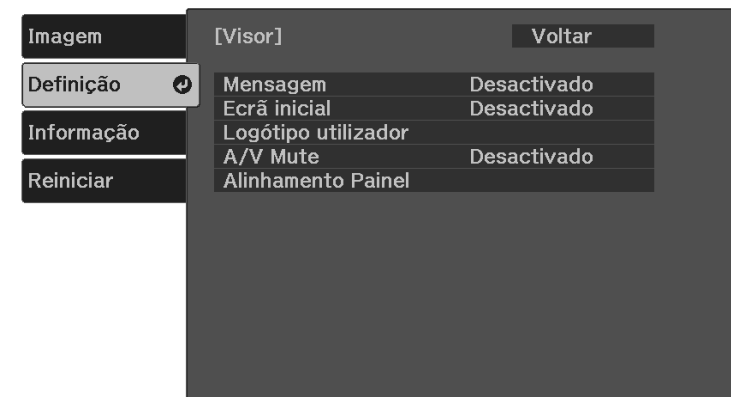 Imagem
Definição
Informação
Reiniciar
[Visor] Voltar
Mensagem Desactivado
Ecrã inicial Desactivado
Logótipo utilizador
A/V Mute Desactivado
Alinhamento Painel